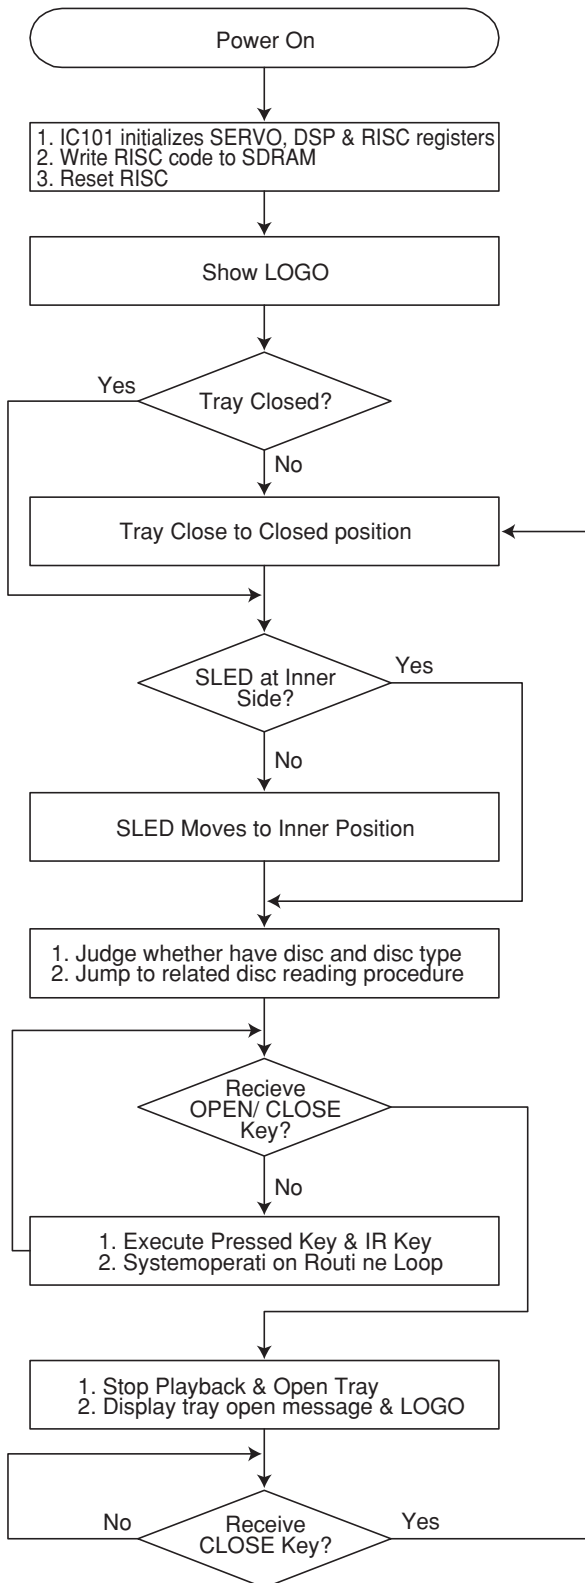 Power On
1. IC101 initializes SERVO, DSP & RISC registers
2. Write RISC code to SDRAM
3. Reset RISC
Show LOGO
Yes
Tray Closed?
No
Tray Close to Closed position
SLED at Inner
Side?
Yes
No
SLED Moves to Inner Position
1. Judge whether have disc and disc type
2. Jump to related disc reading procedure
Recieve
OPEN/ CLOSE
Key?
No
1. Execute Pressed Key & IR Key
2. Systemoperati on Routi ne Loop
1. Stop Playback & Open Tray
2. Display tray open message & LOGO
No
Receive
CLOSE Key?
Yes